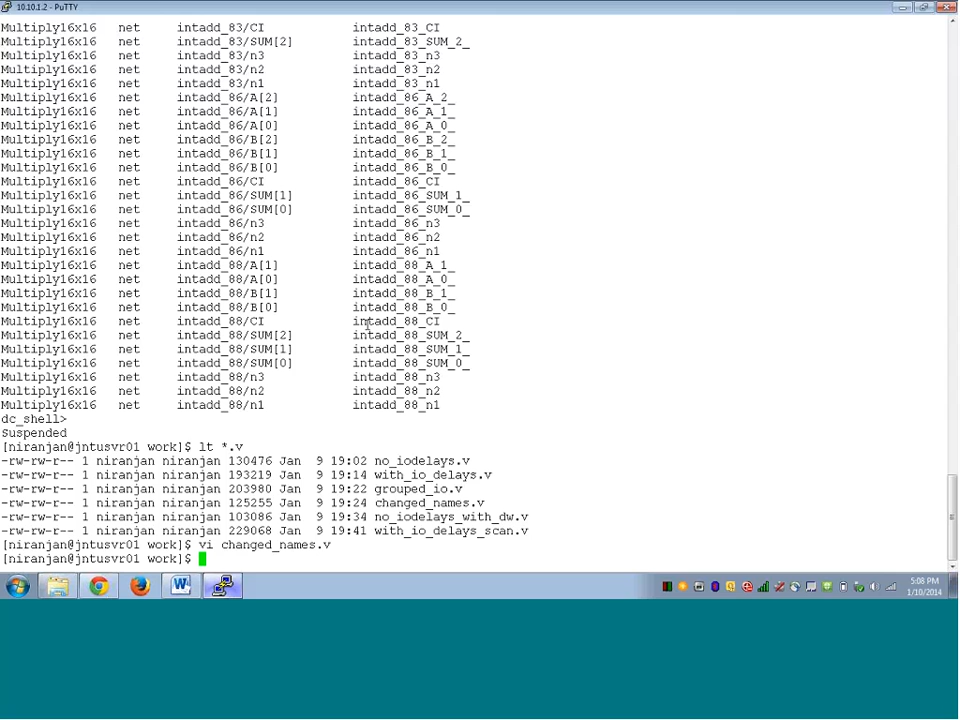 10.10.1.2 - PuTTY
Multiply16x16 net intadd_83/CI intadd_83_CI
Multiply16x16 net intadd_83/SUM[2] intadd_83_SUM_2_
Multiply16x16 net intadd_83/n3 intadd_83_n3
Multiply16x16 net intadd_83/n2 intadd_83_n2
Multiply16x16 net intadd_83/n1 intadd_83_n1
Multiply16x16 net intadd_86/A[2] intadd_86_A_2_
Multiply16x16 net intadd_86/A[1] intadd_86_A_1_
Multiply16x16 net intadd_86/A[0] intadd_86_A_0_
Multiply16x16 net intadd_86/B[2] intadd_86_B_2_
Multiply16x16 net intadd_86/B[1] intadd_86_B_1_
Multiply16x16 net intadd_86/B[0] intadd_86_B_0_
Multiply16x16 net intadd_86/CI intadd_86_CI
Multiply16x16 net intadd_86/SUM[1] intadd_86_SUM_1_
Multiply16x16 net intadd_86/SUM[0] intadd_86_SUM_0_
Multiply16x16 net intadd_86/n3 intadd_86_n3
Multiply16x16 net intadd_86/n2 intadd_86_n2
Multiply16x16 net intadd_86/n1 intadd_86_n1
Multiply16x16 net intadd_88/A[1] intadd_88_A_1_
Multiply16x16 net intadd_88/A[0] intadd_88_A_0_
Multiply16x16 net intadd_88/B[1] intadd_88_B_1_
Multiply16x16 net intadd_88/B[0] intadd_88_B_0_
Multiply16x16 net intadd_88/CI intadd_88_CI
Multiply16x16 net intadd_88/SUM[2] intadd_88_SUM_2_
Multiply16x16 net intadd_88/SUM[1] intadd_88_SUM_1_
Multiply16x16 net intadd_88/SUM[0] intadd_88_SUM_0_
Multiply16x16 net intadd_88/n3 intadd_88_n3
Multiply16x16 net intadd_88/n2 intadd_88_n2
Multiply16x16 net intadd_88/n1 intadd_88_n1
dc_shell>
Suspended
[niranjan@jntusvr01 work]$ lt *.v
-rw-rw-r-- 1 niranjan niranjan 130476 Jan 9 19:02 no_iodelays.v
-rw-rw-r-- 1 niranjan niranjan 193219 Jan 9 19:14 with_io_delays.v
-rw-rw-r-- 1 niranjan niranjan 203980 Jan 9 19:22 grouped_io.v
-rw-rw-r-- 1 niranjan niranjan 125255 Jan 9 19:24 changed_names.v
-rw-rw-r-- 1 niranjan niranjan 103086 Jan 9 19:34 no_iodelays_with_dw.v
-rw-rw-r-- 1 niranjan niranjan 229068 Jan 9 19:41 with_io_delays_scan.v
[niranjan@jntusvr01 work]$ vi changed_names.v
[niranjan@jntusvr01 work]$
5:08 PM
1/10/2014